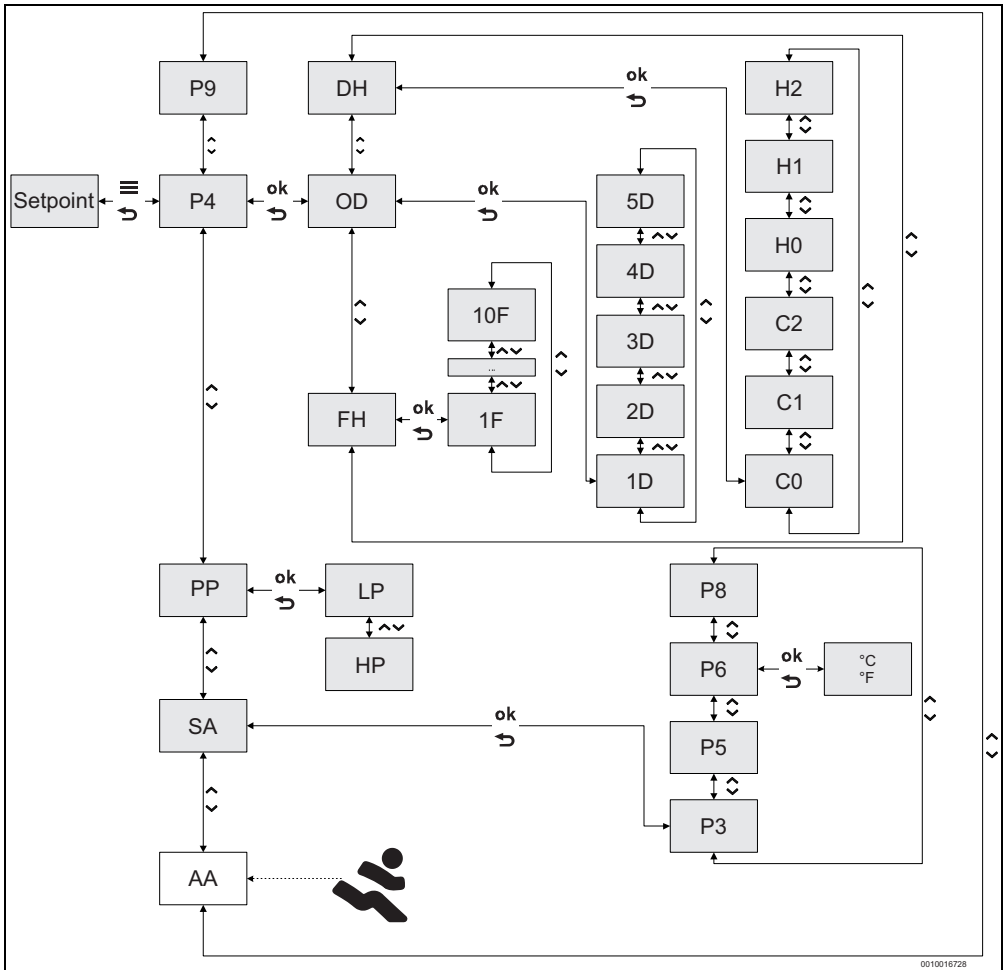 P9
DH
ok
H2
H1
Setpoint
P4
ok
OD
ok
5D
H0
4D
10F
C2
3D
...
C1
FH
ok
1F
2D
1D
C0
PP
ok
LP
P8
HP
P6
ok
°C
°F
SA
ok
P5
P3
AA
0010016728